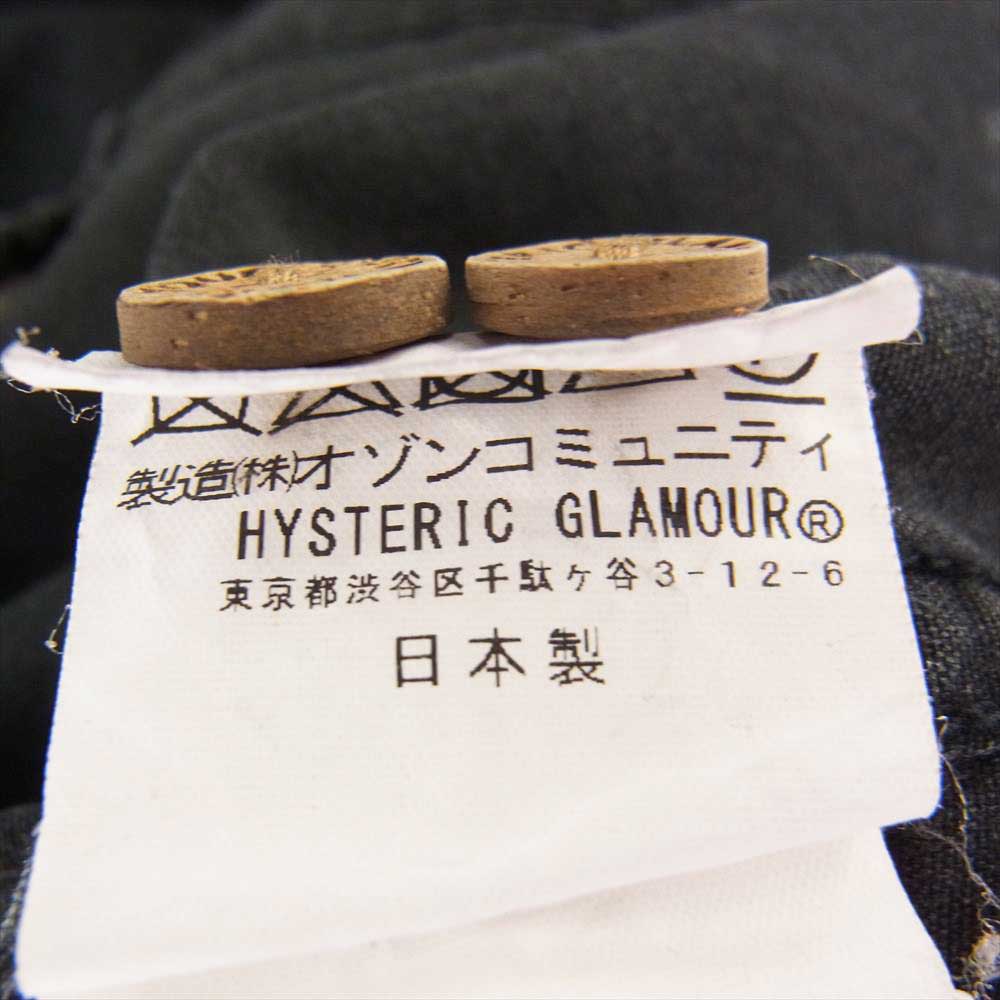 製造(株)オゾンコミュニティ
HYSTERIC GLAMOUR®
東京都渋谷区千駄ヶ谷3-12-6
日本製